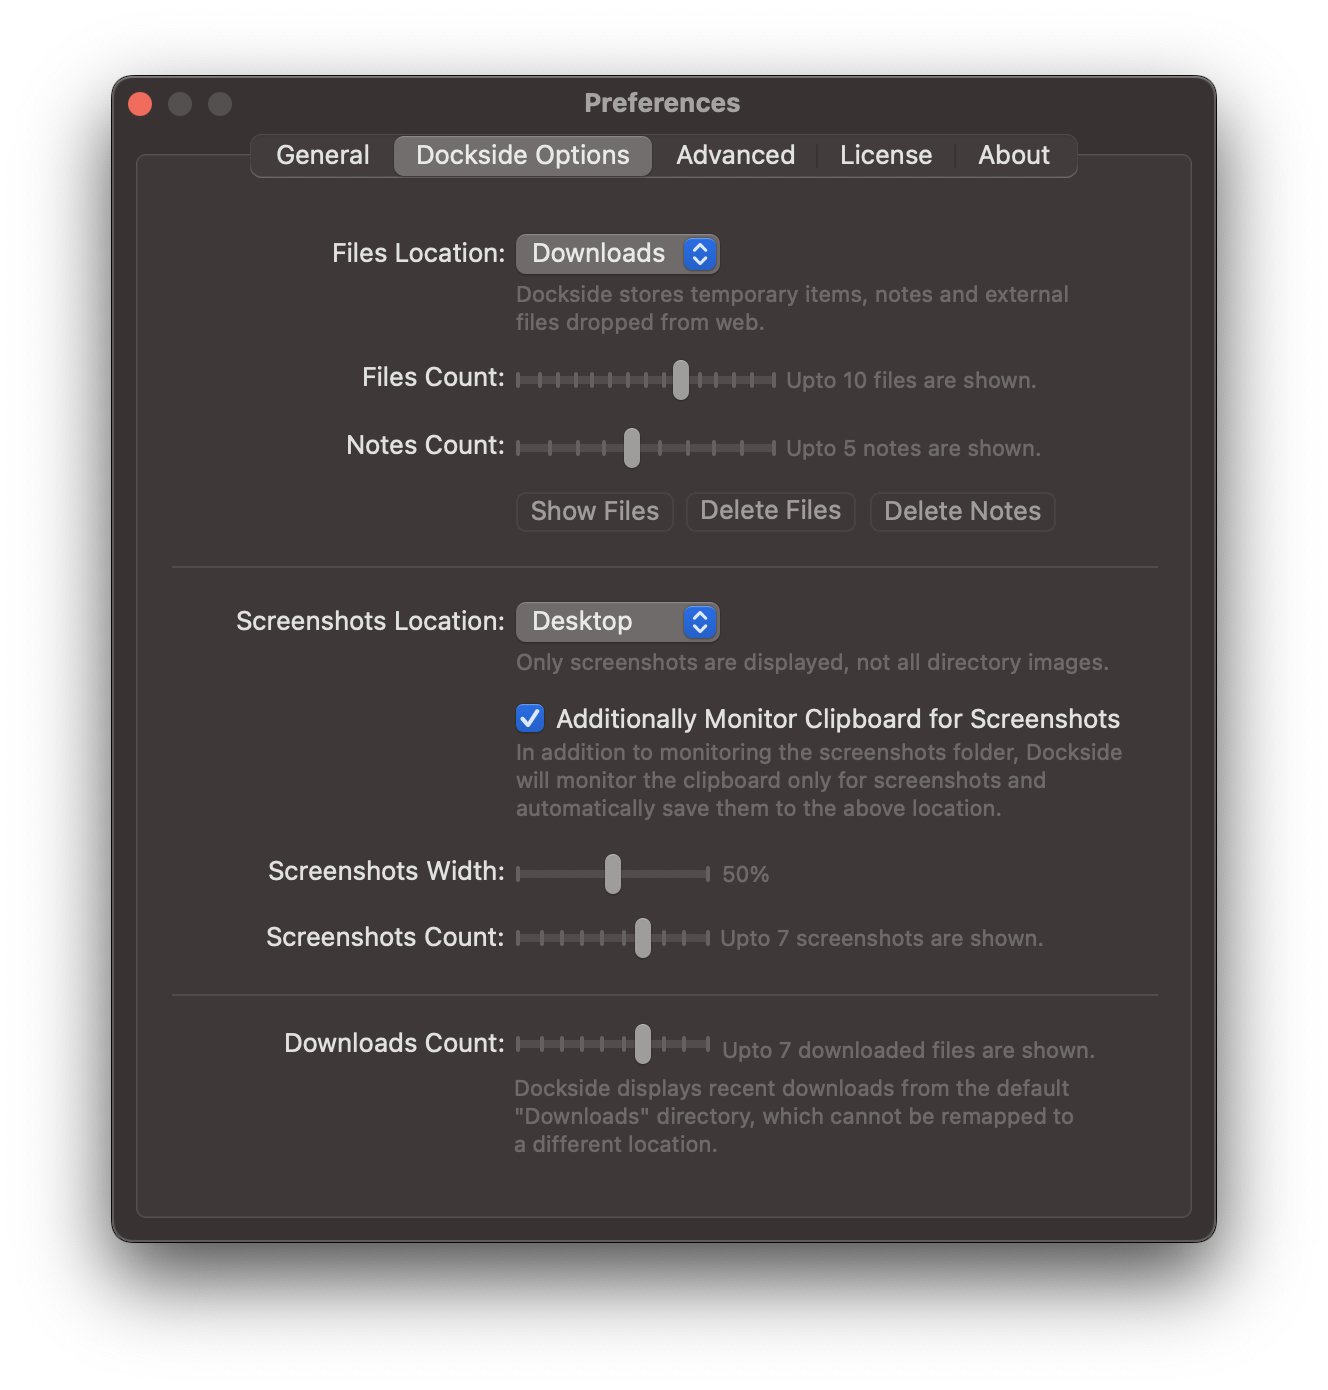 Preferences
General Dockside Options Advanced License About
Files Location: Downloads
Dockside stores temporary items, notes and external
files dropped from web.
Files Count: Upto 10 files are shown.
Notes Count: Upto 5 notes are shown.
Show Files Delete Files Delete Notes
Screenshots Location: Desktop
Only screenshots are displayed, not all directory images.
Additionally Monitor Clipboard for Screenshots
In addition to monitoring the screenshots folder, Dockside
will monitor the clipboard only for screenshots and
automatically save them to the above location.
Screenshots Width: 50%
Screenshots Count: Upto 7 screenshots are shown.
Downloads Count: Upto 7 downloaded files are shown.
Dockside displays recent downloads from the default
"Downloads" directory, which cannot be remapped to
a different location.